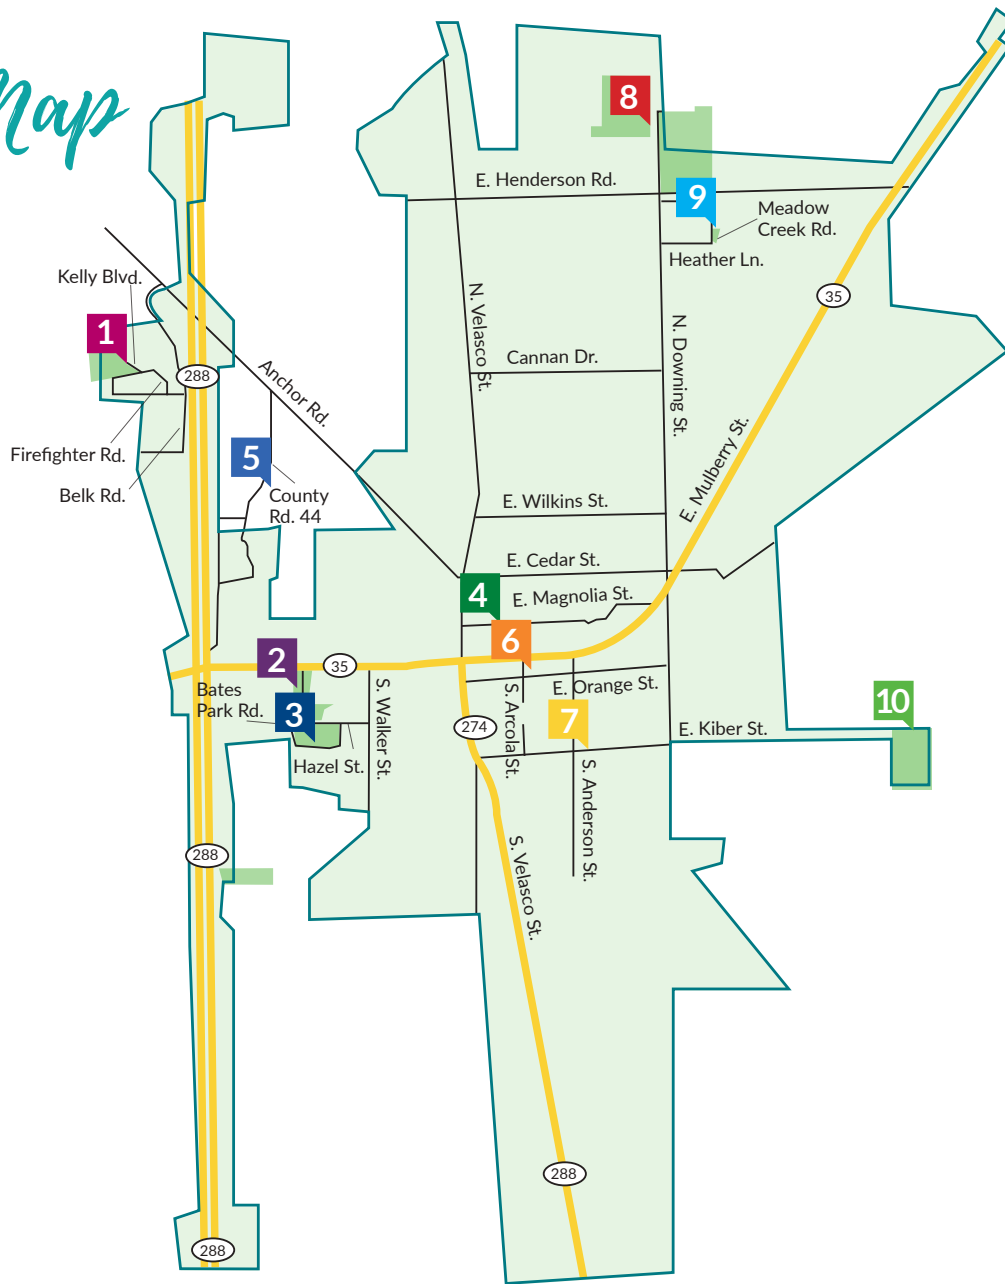 Map
8
E. Henderson Rd.
9
Meadow
Creek Rd.
Heather Ln.
Kelly Blvd.
1
288
35
N. Velasco St.
N. Downing St.
Cannan Dr.
Anchor Rd.
Firefighter Rd.
5
Belk Rd.
County
Rd. 44
E. Mulberry St.
E. Wilkins St.
E. Cedar St.
4
E. Magnolia St.
6
2
35
Bates
Park Rd.
3
S. Walker St.
E. Orange St.
S. Arcola St.
7
274
10
E. Kiber St.
Hazel St.
S. Anderson St.
288
S. Velasco St.
288
288